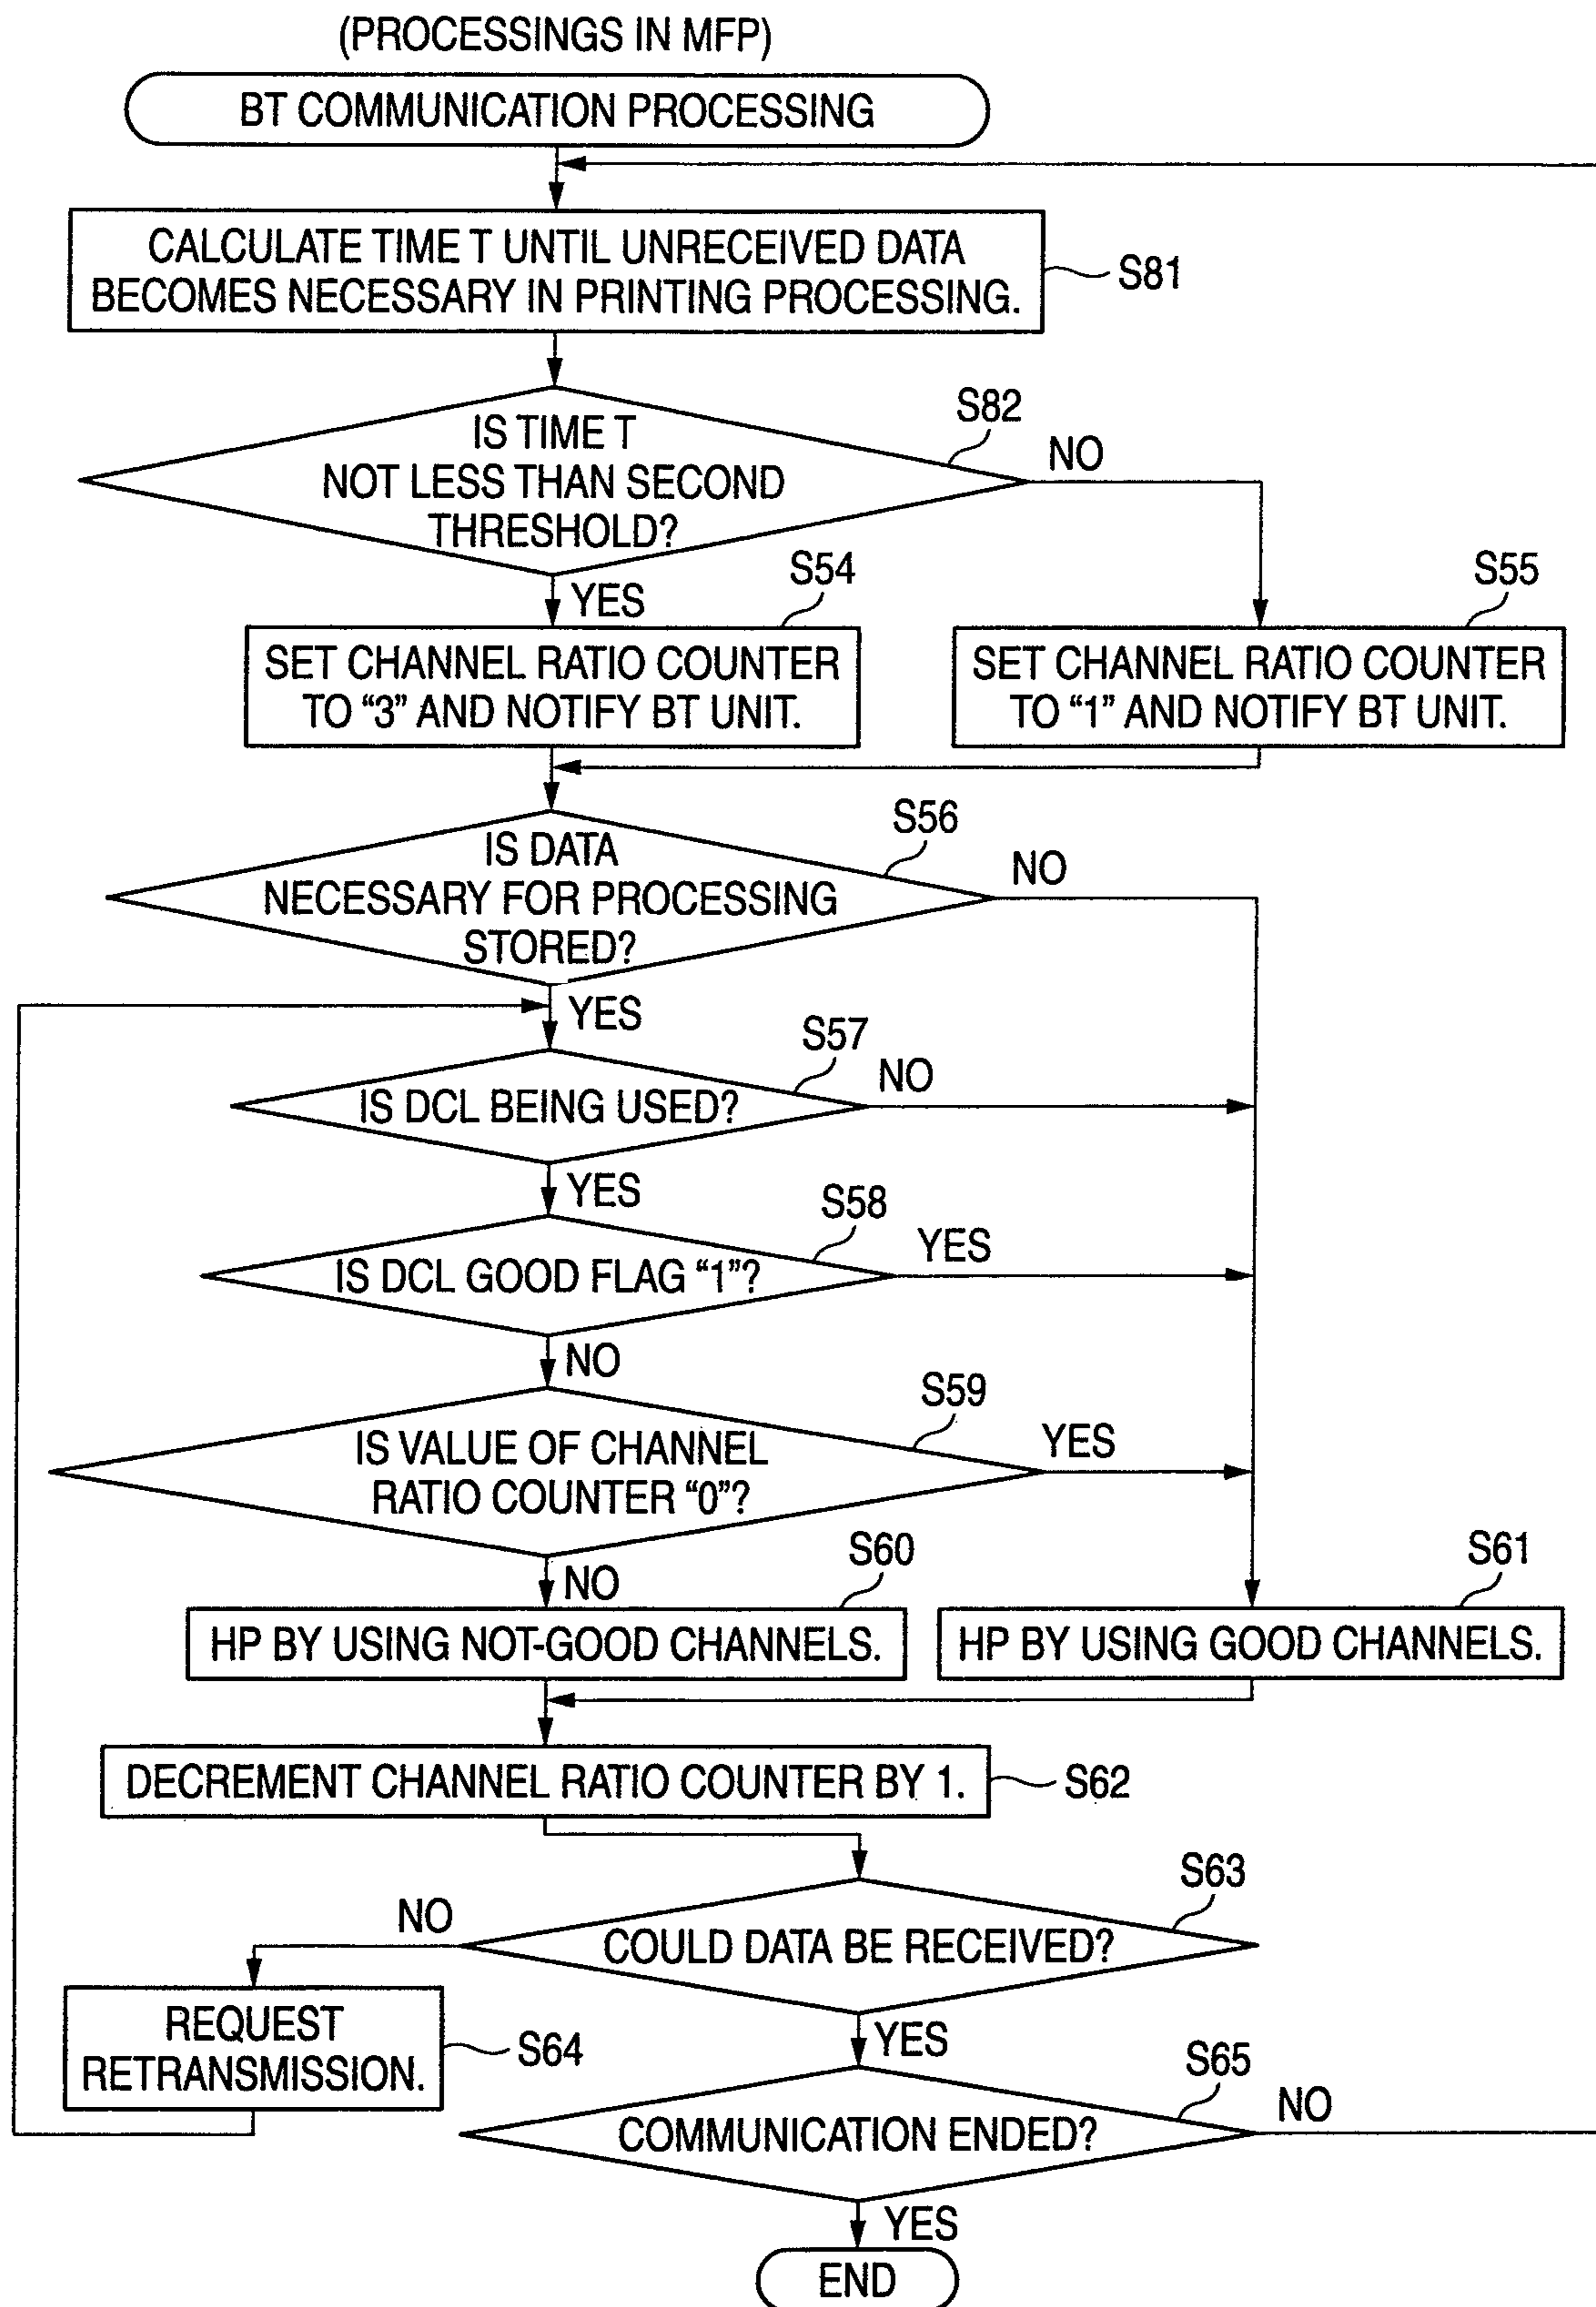 (PROCESSINGS IN MFP)
BT COMMUNICATION PROCESSING
CALCULATE TIME T UNTIL UNRECEIVED DATA
BECOMES NECESSARY IN PRINTING PROCESSING.
S81
IS TIME T
NOT LESS THAN SECOND
THRESHOLD?
S82
NO
YES
S54
SET CHANNEL RATIO COUNTER
TO “3” AND NOTIFY BT UNIT.
S55
SET CHANNEL RATIO COUNTER
TO “1” AND NOTIFY BT UNIT.
S56
IS DATA
NECESSARY FOR PROCESSING
STORED?
NO
YES
S57
IS DCL BEING USED?
NO
YES
S58
IS DCL GOOD FLAG “1”?
YES
NO
S59
IS VALUE OF CHANNEL
RATIO COUNTER “0”?
YES
NO
S60
HP BY USING NOT-GOOD CHANNELS.
S61
HP BY USING GOOD CHANNELS.
DECREMENT CHANNEL RATIO COUNTER BY 1.
S62
S63
COULD DATA BE RECEIVED?
NO
REQUEST
RETRANSMISSION.
S64
YES
S65
COMMUNICATION ENDED?
NO
YES
END